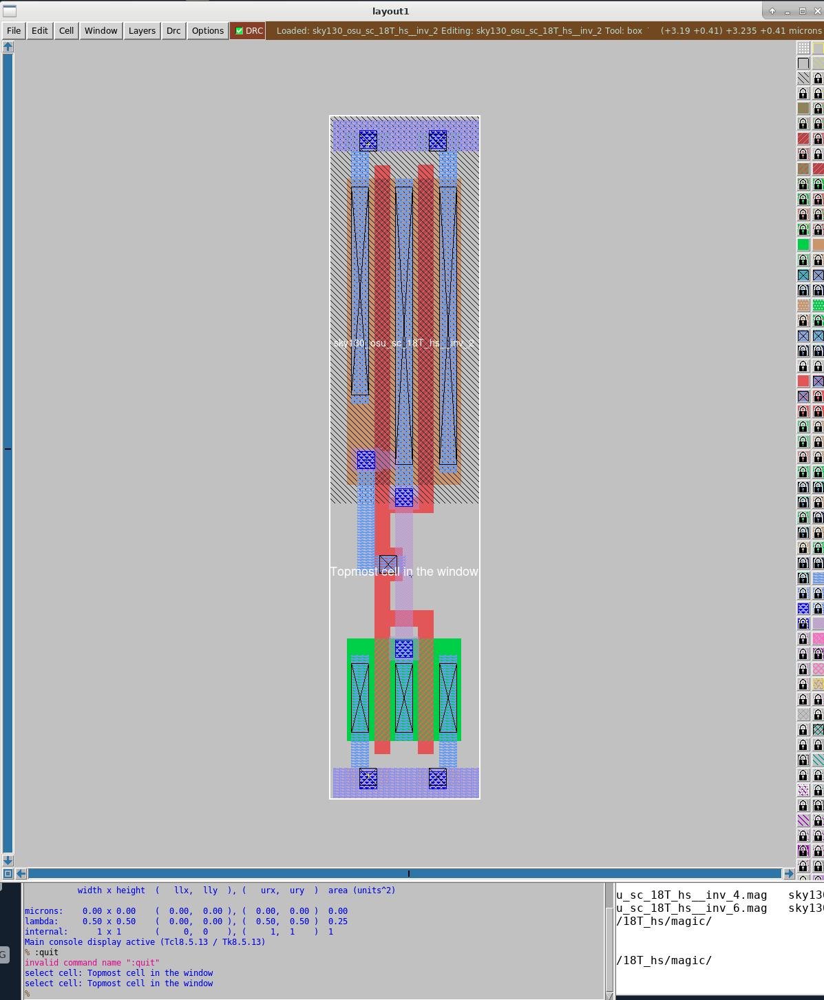 layout1
File Edit Cell Window Layers Drc Options DRC Loaded: sky130_osu_sc_18T_hs__inv_2 Editing: sky130_osu_sc_18T_hs__inv_2 Tool: box (+3.19 +0.41) +3.235 +0.41 microns
sky130_osu_sc_18T_hs__inv_2
Topmost cell in the window
width x height ( llx, lly ), ( urx, ury ) area (units^2)
microns: 0.00 x 0.00 ( 0.00, 0.00 ), ( 0.00, 0.00 ) 0.00
lambda: 0.50 x 0.50 ( 0.00, 0.00 ), ( 0.50, 0.50 ) 0.25
internal: 1 x 1 ( 0, 0 ), ( 1, 1 ) 1
Main console display active (Tcl8.5.13 / Tk8.5.13)
% :quit
invalid command name ":quit"
select cell: Topmost cell in the window
select cell: Topmost cell in the window
%
u_sc_18T_hs__inv_4.mag sky130
u_sc_18T_hs__inv_6.mag sky130
/18T_hs/magic/
/18T_hs/magic/
G